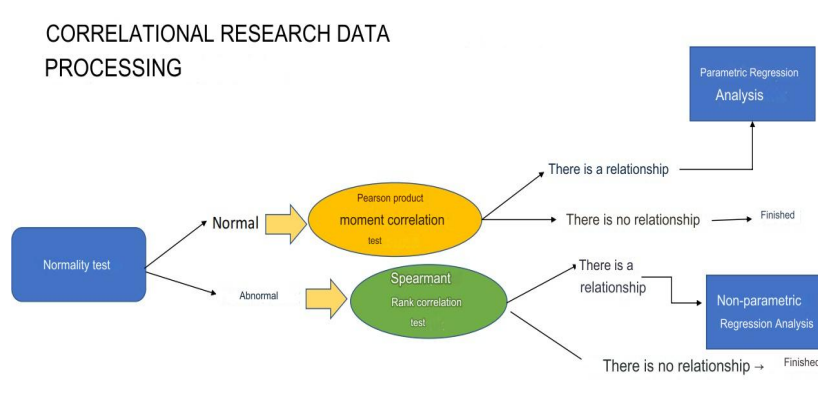 CORRELATIONAL RESEARCH DATA
PROCESSING
Parametric Regression
Analysis
There is a relationship
Pearson product
moment correlation
test
Normal
There is no relationship
Finished
Normality test
Abnormal
Spearmant
Rank correlation
test
There is a
relationship
Non-parametric
Regression Analysis
There is no relationship →
Finished